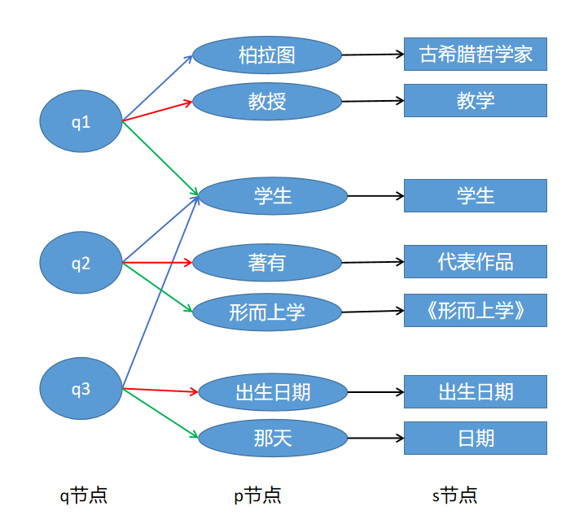 柏拉图
古希腊哲学家
q1
教授
教学
学生
学生
q2
著有
代表作品
形而上学
《形而上学》
q3
出生日期
出生日期
那天
日期
q节点
p节点
s节点